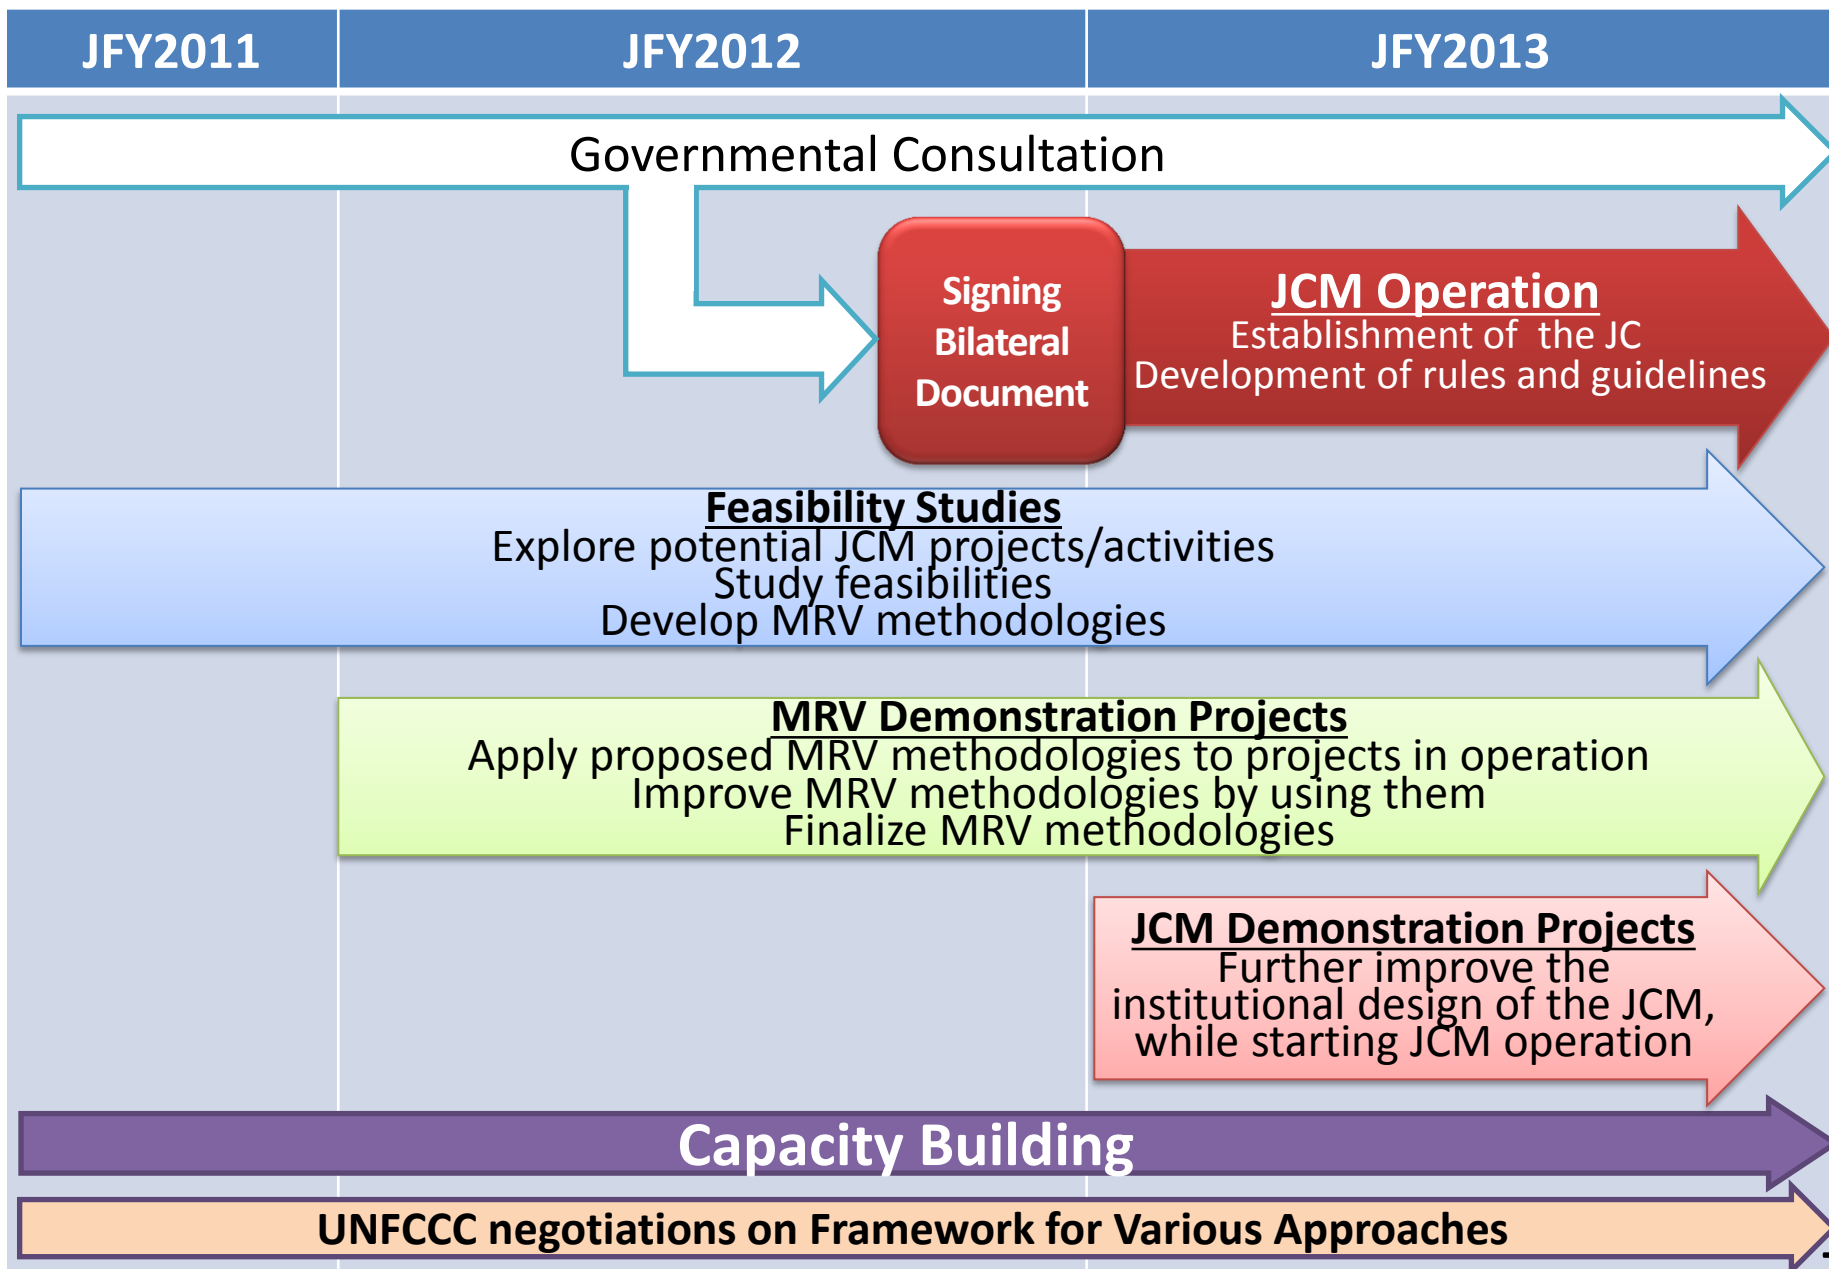 JFY2011 JFY2012 JFY2013
Governmental Consultation
Signing
Bilateral
Document
JCM Operation
Establishment of the JC
Development of rules and guidelines
Feasibility Studies
Explore potential JCM projects/activities
Study feasibilities
Develop MRV methodologies
MRV Demonstration Projects
Apply proposed MRV methodologies to projects in operation
Improve MRV methodologies by using them
Finalize MRV methodologies
JCM Demonstration Projects
Further improve the
institutional design of the JCM,
while starting JCM operation
Capacity Building
UNFCCC negotiations on Framework for Various Approaches